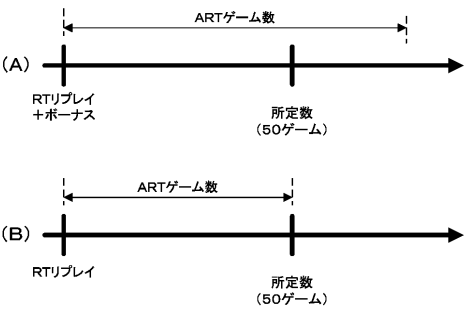 ARTゲーム数
(A)
RTリプレイ
+ボーナス
所定数
(50ゲーム)
ARTゲーム数
(B)
RTリプレイ
所定数
(50ゲーム)